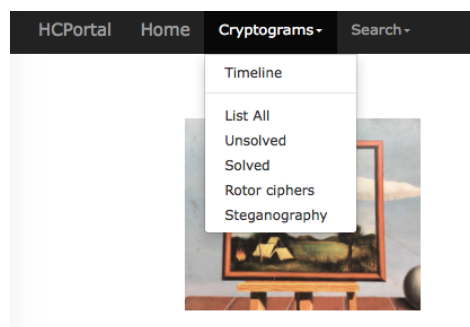 HCPortal Home Cryptograms Search
Timeline
List All
Unsolved
Solved
Rotor ciphers
Steganography